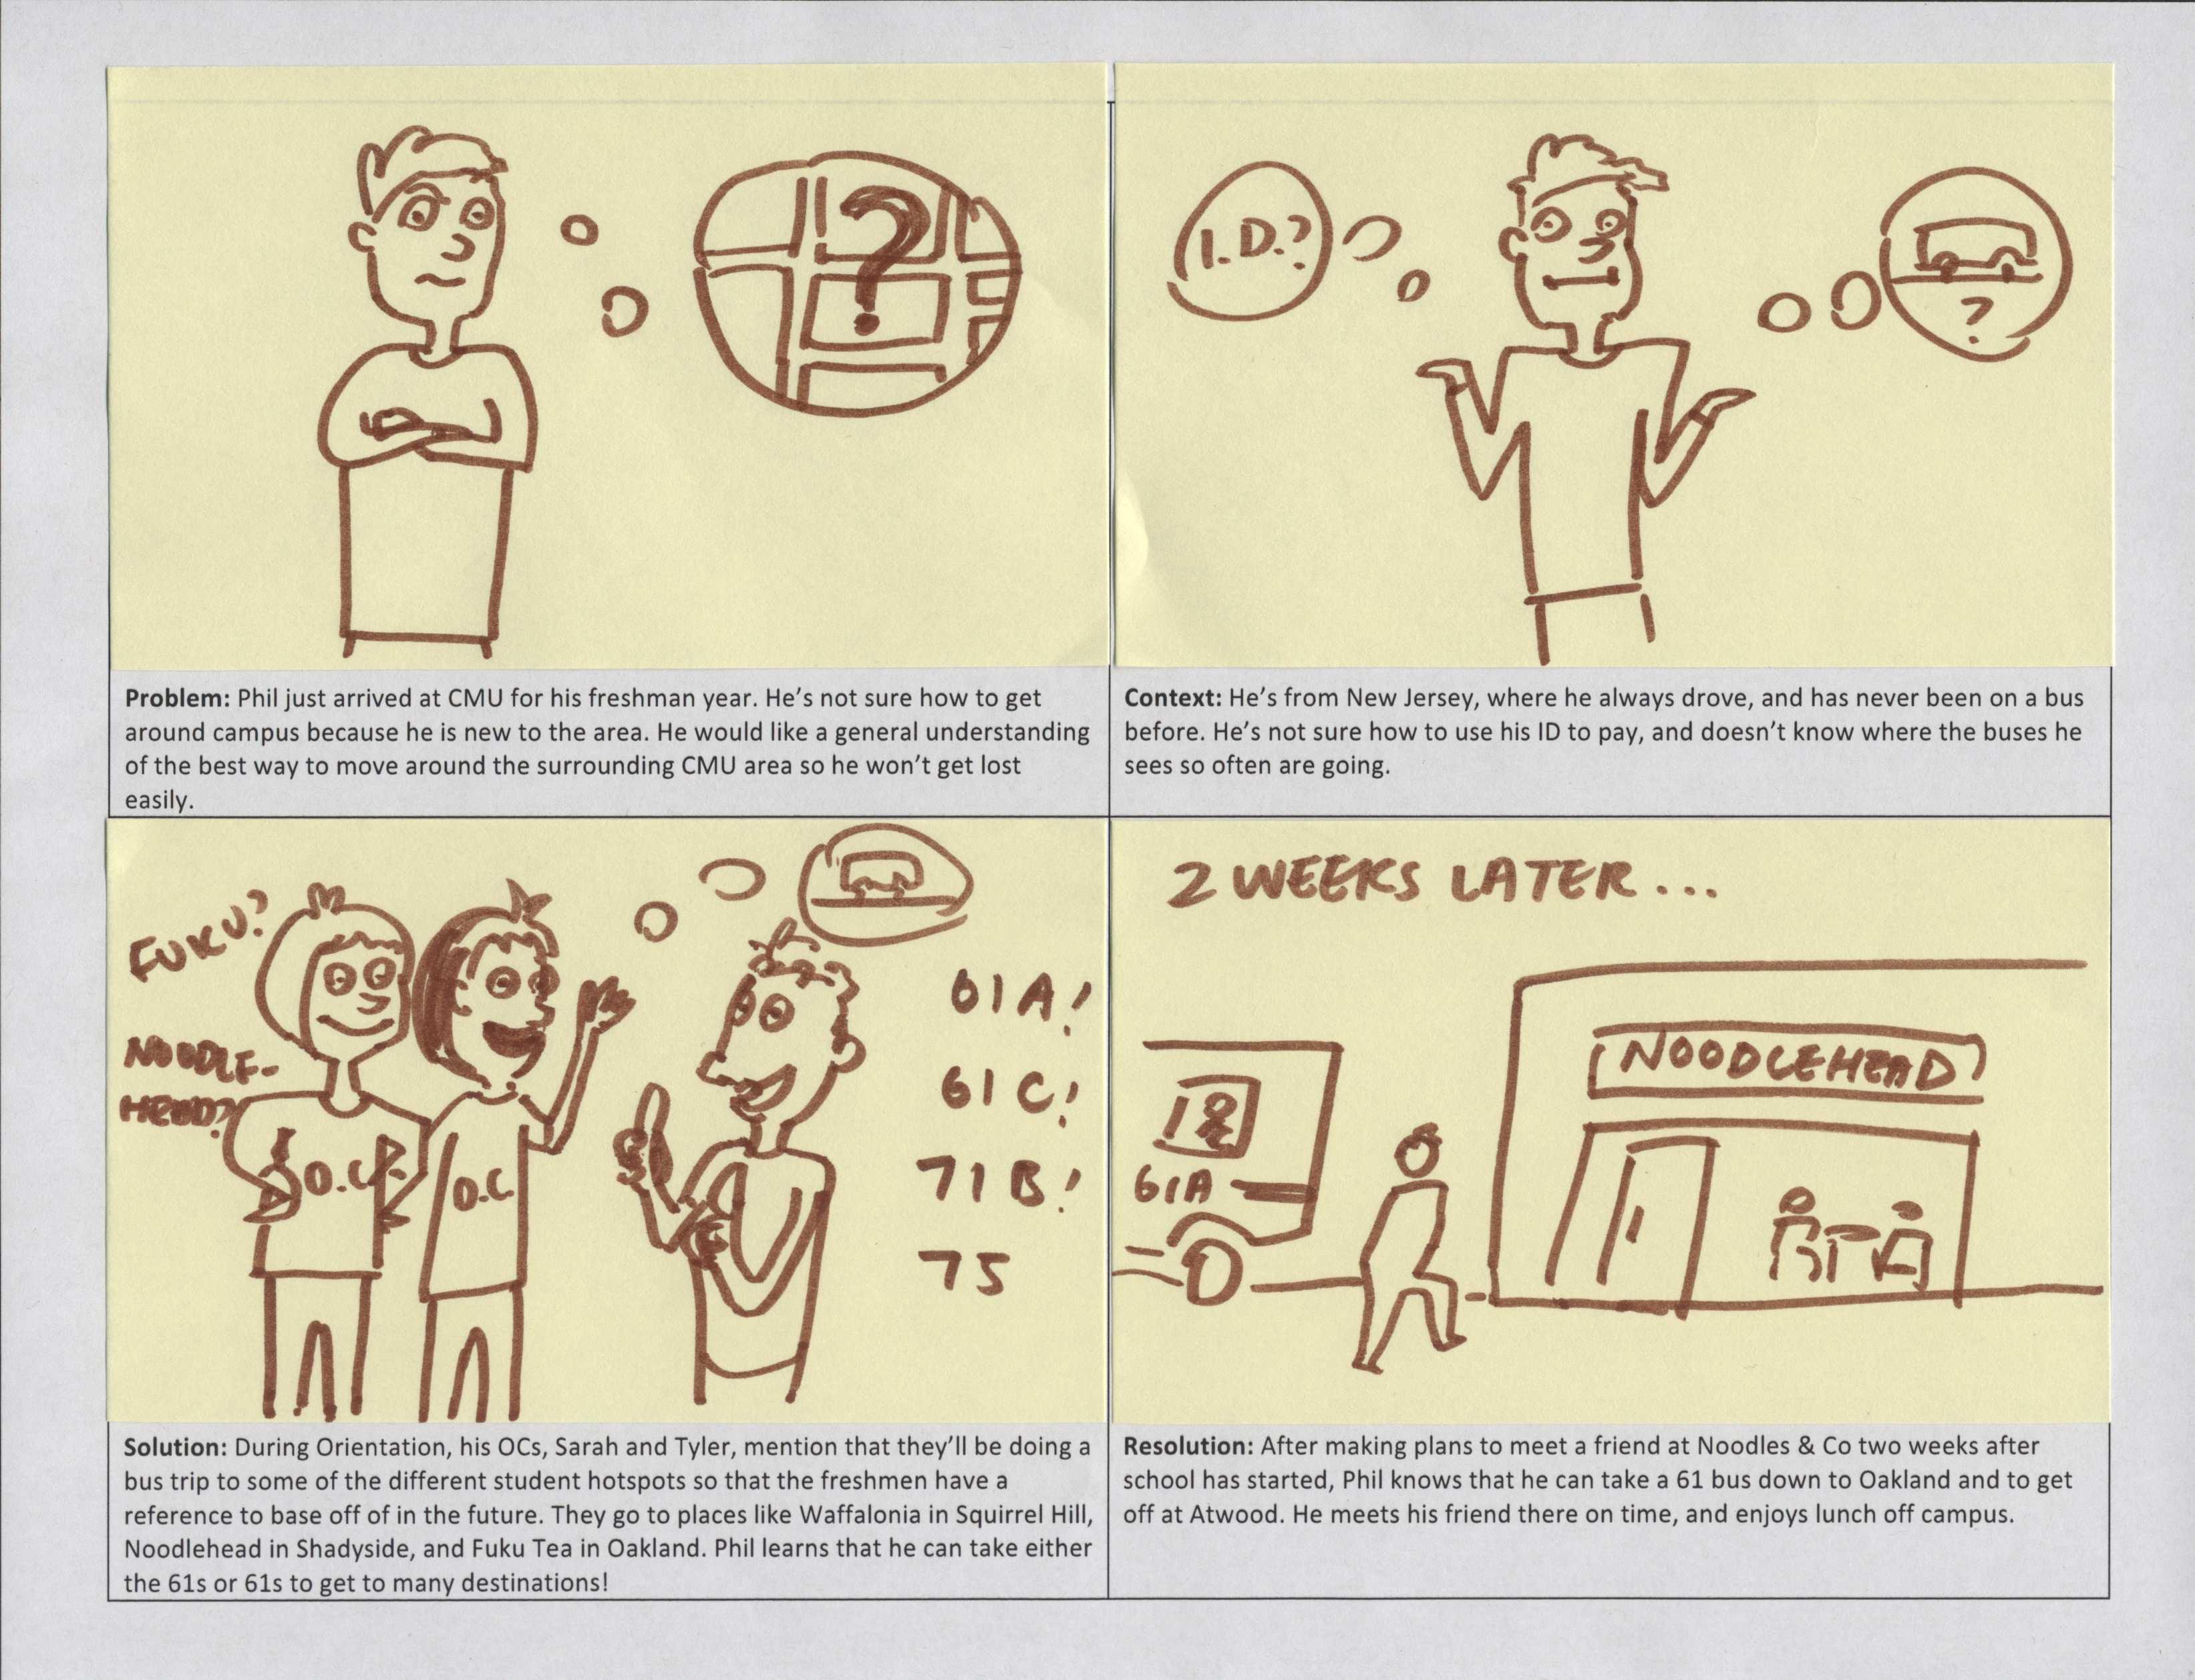 ?
I.D.?
?
Problem: Phil just arrived at CMU for his freshman year. He's not sure how to get
around campus because he is new to the area. He would like a general understanding
of the best way to move around the surrounding CMU area so he won't get lost
easily.
Context: He's from New Jersey, where he always drove, and has never been on a bus
before. He's not sure how to use his ID to pay, and doesn't know where the buses he
sees so often are going.
FUKU?
NOODLE-
HEAD?
O.C.
O.C.
61A!
61C!
71B!
75
2 WEEKS LATER...
NOODLEHEAD
61A
Solution: During Orientation, his OCs, Sarah and Tyler, mention that they'll be doing a
bus trip to some of the different student hotspots so that the freshmen have a
reference to base off of in the future. They go to places like Waffalonia in Squirrel Hill,
Noodlehead in Shadyside, and Fuku Tea in Oakland. Phil learns that he can take either
the 61s or 61s to get to many destinations!
Resolution: After making plans to meet a friend at Noodles & Co two weeks after
school has started, Phil knows that he can take a 61 bus down to Oakland and to get
off at Atwood. He meets his friend there on time, and enjoys lunch off campus.